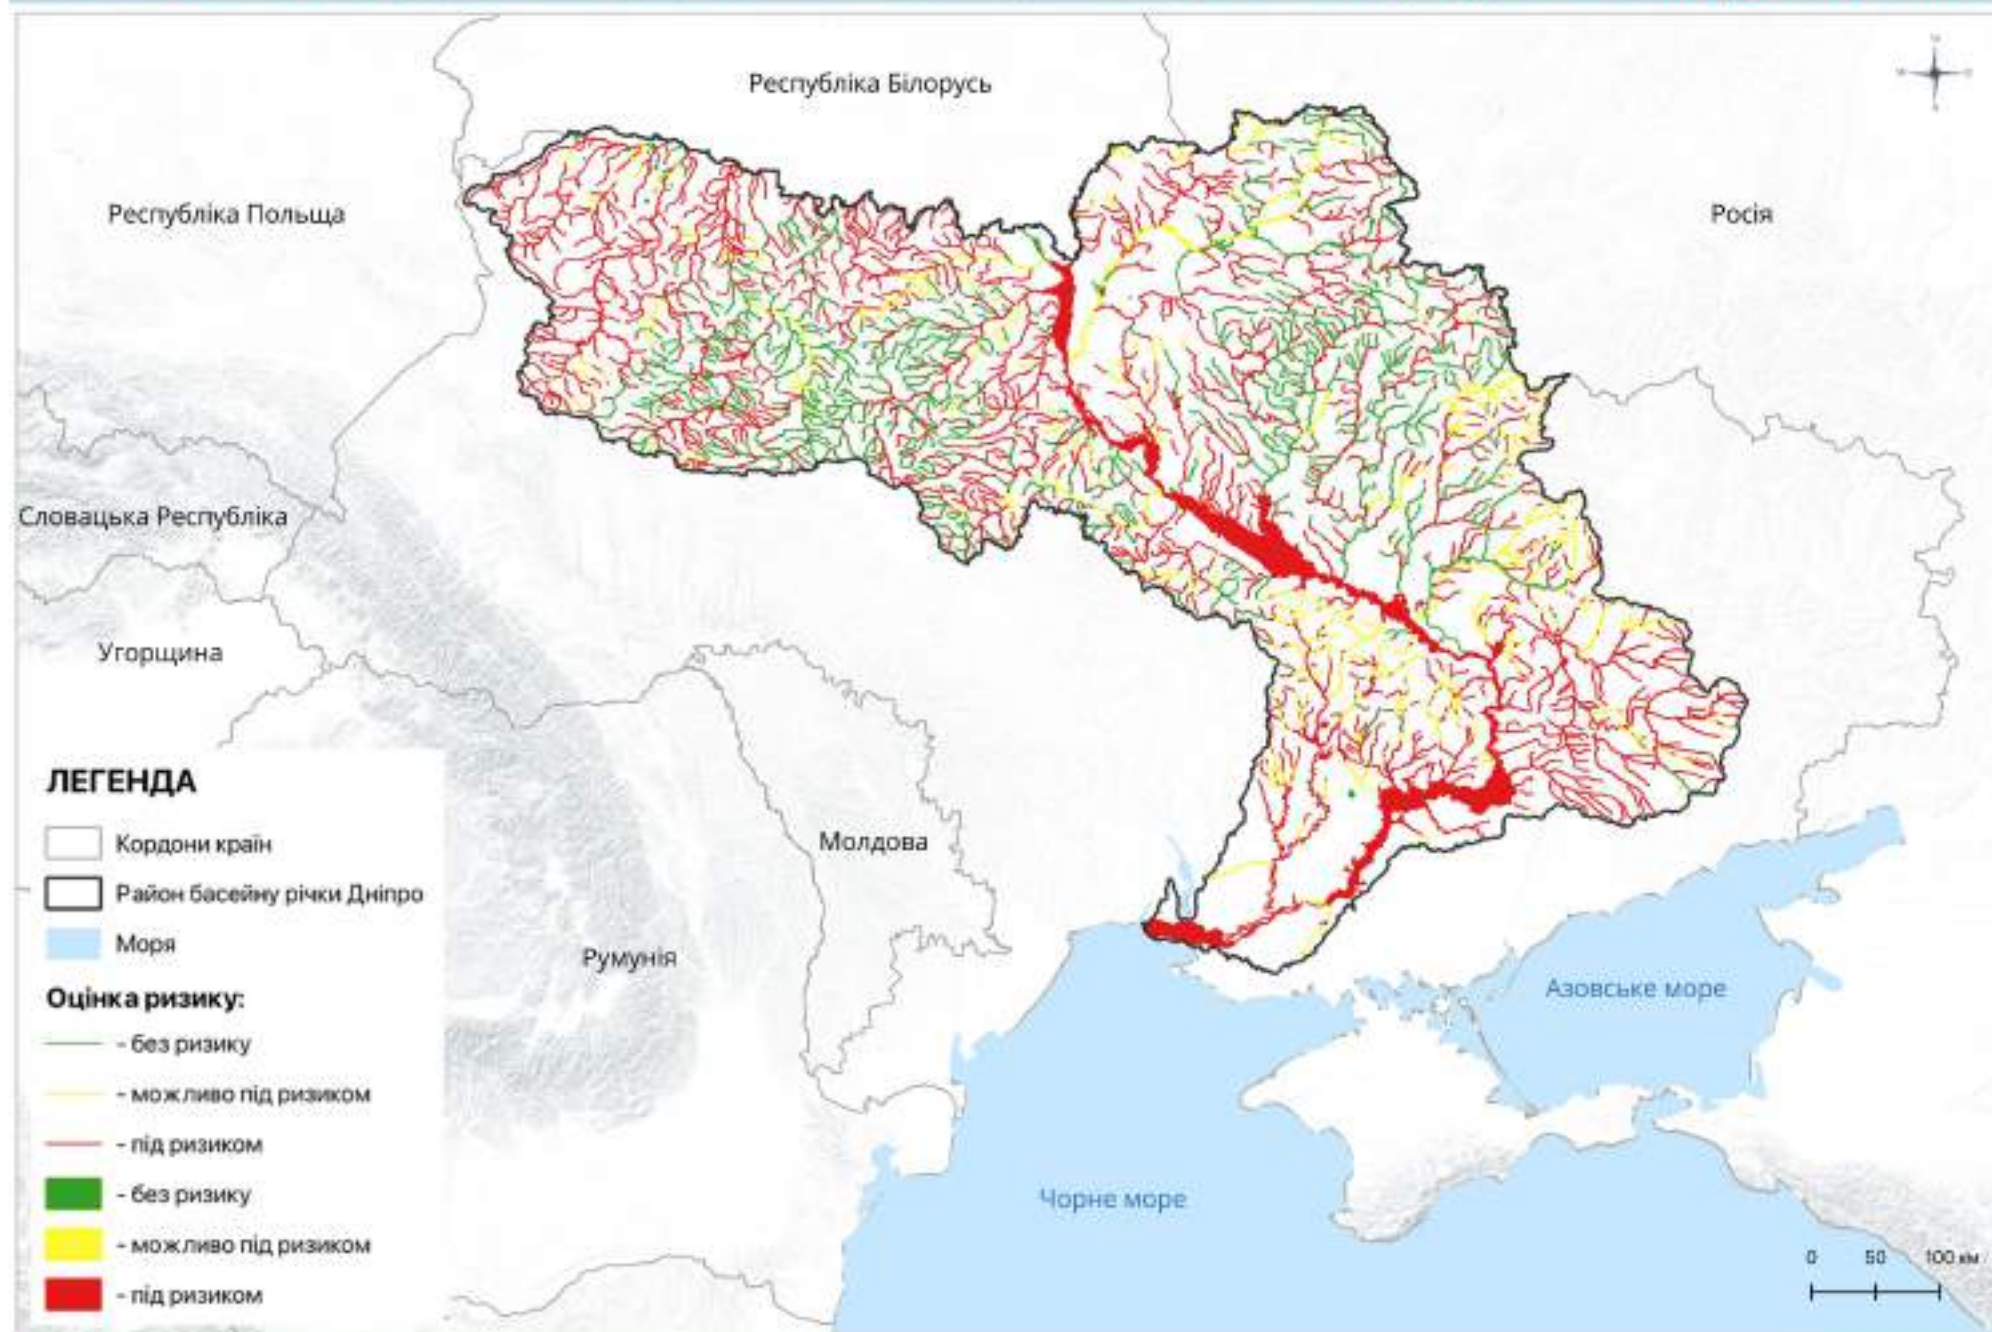 Республіка Білорусь
Республіка Польща
Росія
Словацька Республіка
Угорщина
Молдова
Румунія
Азовське море
Чорне море
ЛЕГЕНДА
Кордони країн
Район басейну річки Дніпро
Моря
Оцінка ризику:
- без ризику
- можливо під ризиком
- під ризиком
- без ризику
- можливо під ризиком
- під ризиком
0 50 100 км